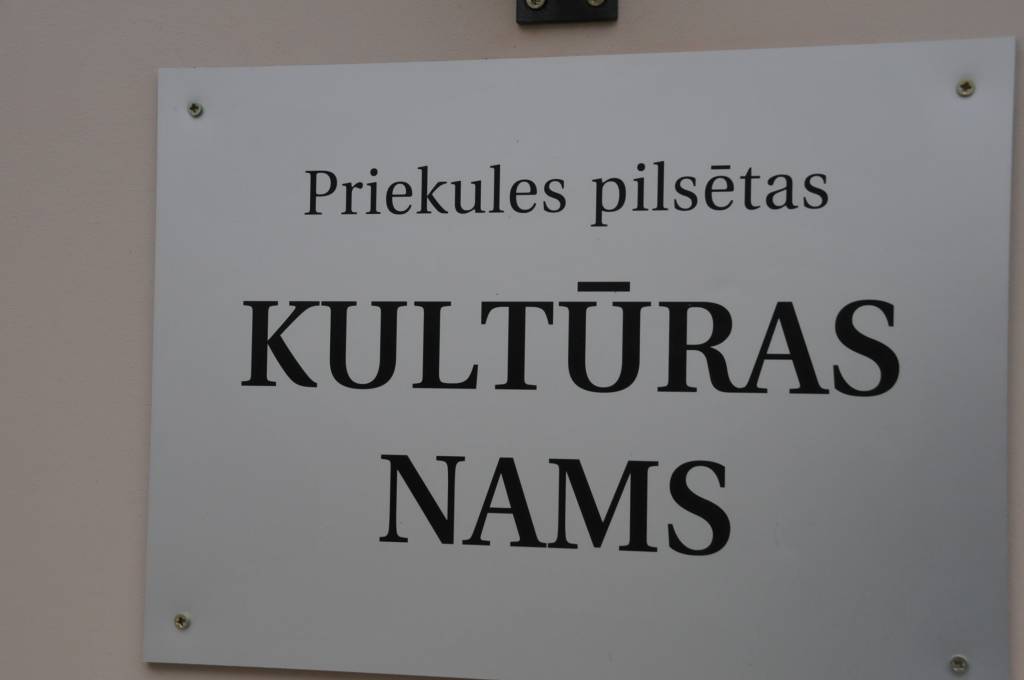 Priekules pilsētas
KULTŪRAS
NAMS